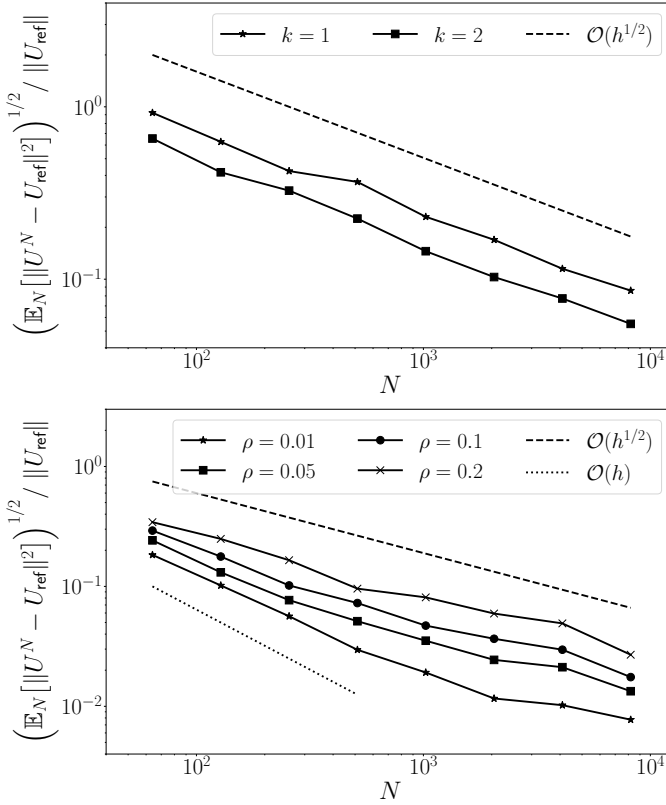 k = 1 k = 2 𝒪(h^{1/2})
(𝔼_N[‖U^N − U_ref‖²])^{1/2} / ‖U_ref‖
10^0
10^{-1}
10^2 10^3 10^4
N
ρ = 0.01 ρ = 0.1 𝒪(h^{1/2})
ρ = 0.05 ρ = 0.2 𝒪(h)
(𝔼_N[‖U^N − U_ref‖²])^{1/2} / ‖U_ref‖
10^0
10^{-1}
10^{-2}
10^2 10^3 10^4
N